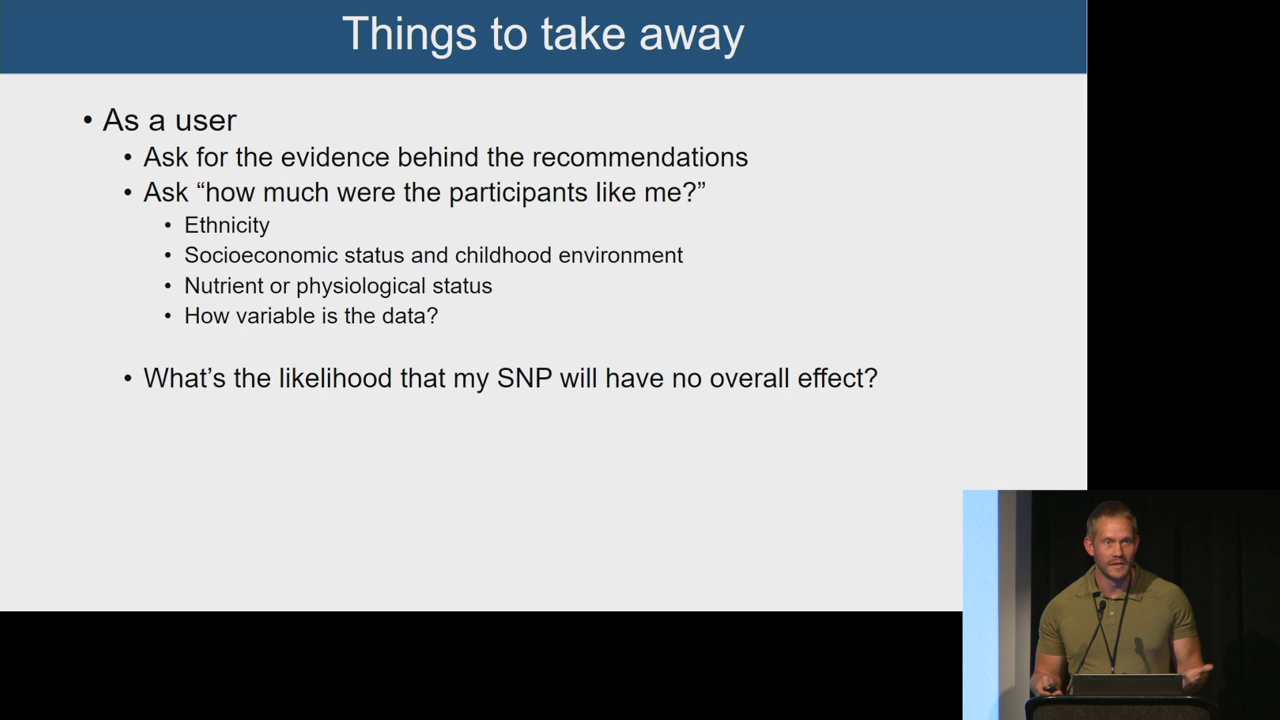 Things to take away
• As a user
• Ask for the evidence behind the recommendations
• Ask “how much were the participants like me?”
• Ethnicity
• Socioeconomic status and childhood environment
• Nutrient or physiological status
• How variable is the data?
• What’s the likelihood that my SNP will have no overall effect?